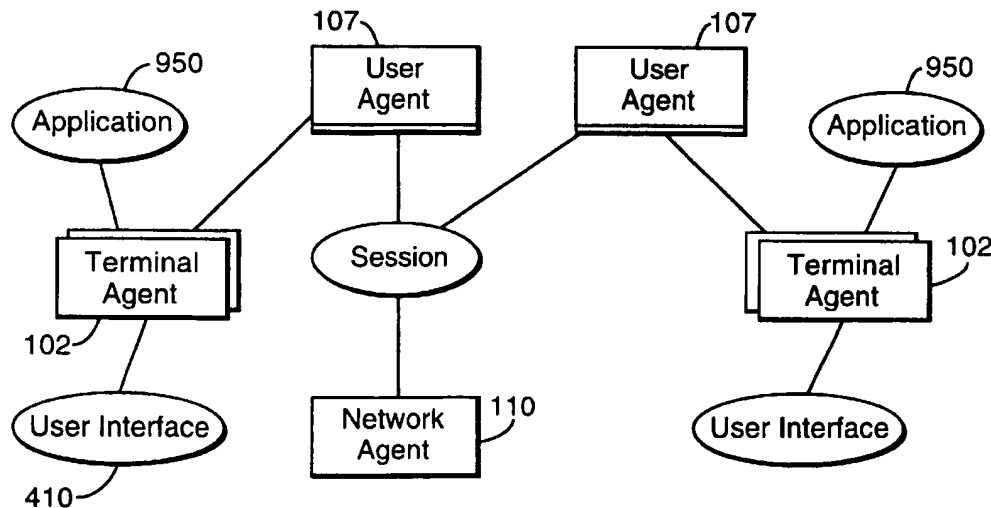 107
107
950
950
User
Agent
User
Agent
Application
Application
Session
Terminal
Agent
102
Terminal
Agent
102
User Interface
410
Network
Agent
110
User Interface